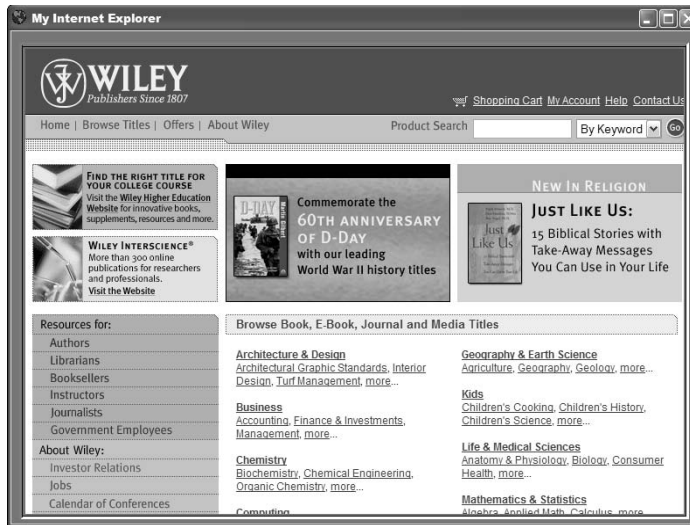 My Internet Explorer
WILEY
Publishers Since 1807
Shopping Cart My Account Help Contact Us
Home | Browse Titles | Offers | About Wiley
Product Search By Keyword Go
FIND THE RIGHT TITLE FOR
YOUR COLLEGE COURSE
Visit the Wiley Higher Education
Website for innovative books,
supplements, resources and more.
WILEY INTERSCIENCE®
More than 300 online
publications for researchers
and professionals.
Visit the Website
D-DAY
Martin Gilbert
Commemorate the
60TH ANNIVERSARY
OF D-DAY
with our leading
World War II history titles
NEW IN RELIGION
Just
Like Us
JUST LIKE US:
15 Biblical Stories with
Take-Away Messages
You Can Use in Your Life
Resources for:
Authors
Librarians
Booksellers
Instructors
Journalists
Government Employees
About Wiley:
Investor Relations
Jobs
Calendar of Conferences
Browse Book, E-Book, Journal and Media Titles
Architecture & Design
Architectural Graphic Standards, Interior
Design, Turf Management, more...
Business
Accounting, Finance & Investments,
Management, more...
Chemistry
Biochemistry, Chemical Engineering,
Organic Chemistry, more...
Computing
Geography & Earth Science
Agriculture, Geography, Geology, more...
Kids
Children's Cooking, Children's History,
Children's Science, more...
Life & Medical Sciences
Anatomy & Physiology, Biology, Consumer
Health, more...
Mathematics & Statistics
Algebra, Applied Math, Calculus, more...